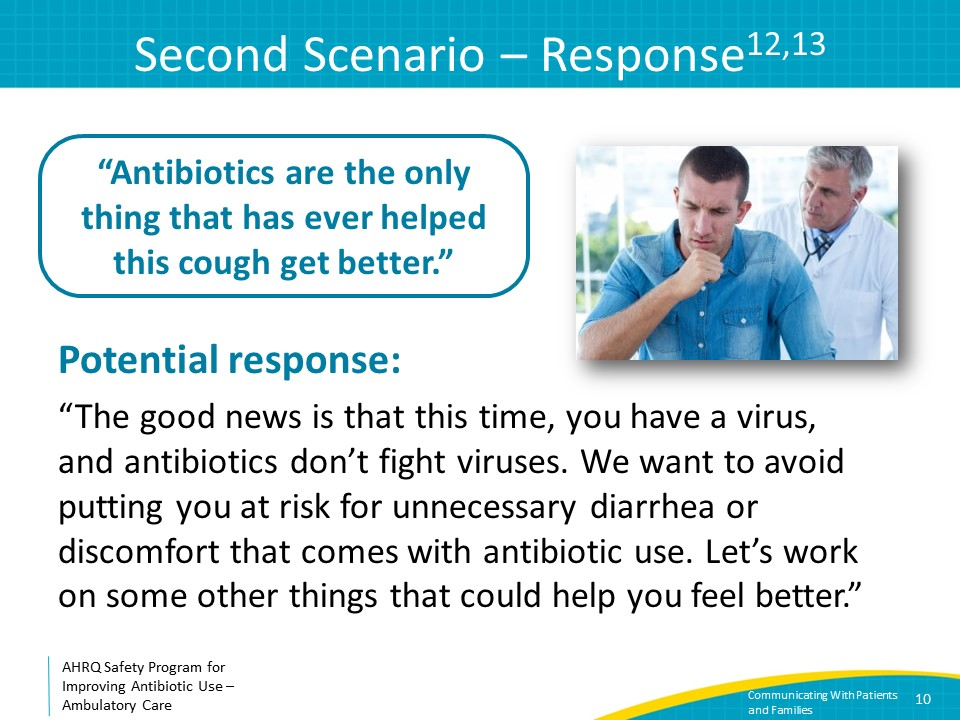 Second Scenario – Response12,13
“Antibiotics are the only
thing that has ever helped
this cough get better.”
Potential response:
“The good news is that this time, you have a virus,
and antibiotics don’t fight viruses. We want to avoid
putting you at risk for unnecessary diarrhea or
discomfort that comes with antibiotic use. Let’s work
on some other things that could help you feel better.”
AHRQ Safety Program for
Improving Antibiotic Use –
Ambulatory Care
Communicating With Patients
and Families
10